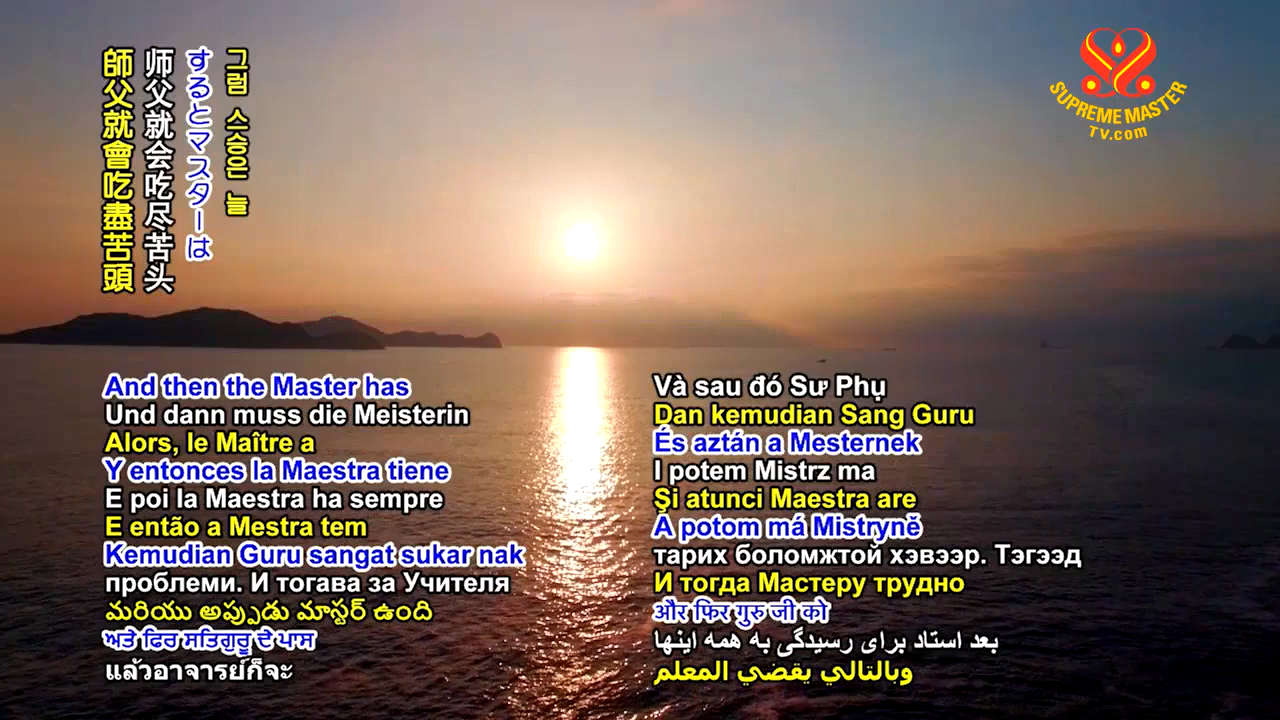 그럼 스승은 늘
するとマスターは
师父就会吃尽苦头
師父就會吃盡苦頭
SUPREME MASTER
TV.com
And then the Master has
Und dann muss die Meisterin
Alors, le Maître a
Y entonces la Maestra tiene
E poi la Maestra ha sempre
E então a Mestra tem
Kemudian Guru sangat sukar nak
проблеми. И тогава за Учителя
మరియు అప్పుడు మాస్టర్ ఉంది
ਅਤੇ ਫਿਰ ਸਤਿਗੁਰੂ ਦੇ ਪਾਸ
แล้วอาจารย์ก็จะ
Và sau đó Sư Phụ
Dan kemudian Sang Guru
És aztán a Mesternek
I potem Mistrz ma
Şi atunci Maestra are
A potom má Mistryně
тарих боломжтой хэвээр. Тэгээд
И тогда Мастеру трудно
और फिर गुरु जी को
بعد استاد برای رسیدگی به همه اینها
وبالتالي يقضي المعلم